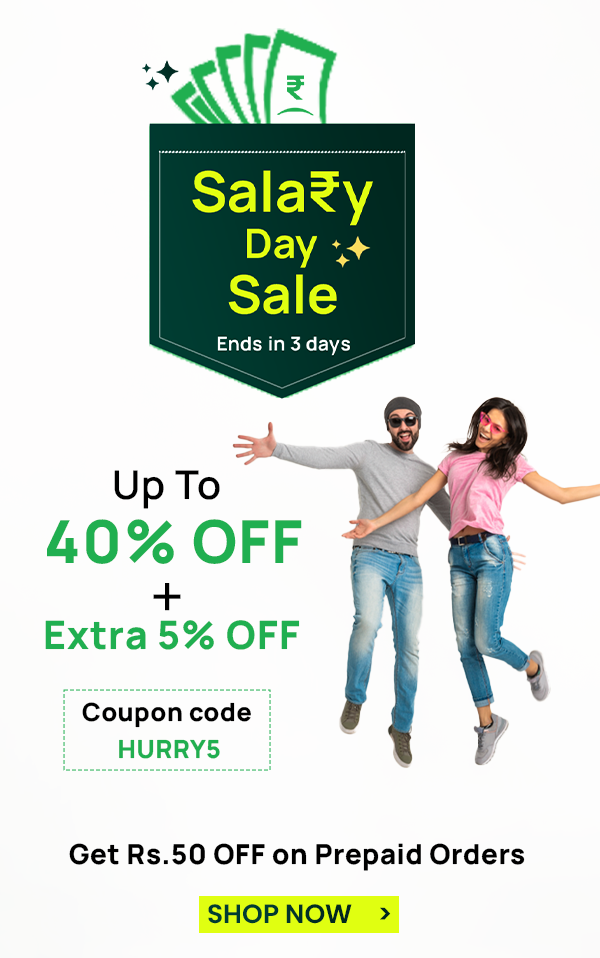 ₹
Sala₹y
Day
Sale
Ends in 3 days
Up To
40% OFF
+
Extra 5% OFF
Coupon code
HURRY5
Get Rs.50 OFF on Prepaid Orders
SHOP NOW >